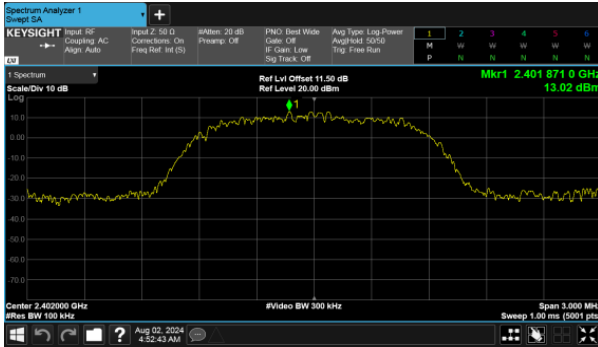 Spectrum Analyzer 1
Swept SA
+
KEYSIGHT
Input: RF
Coupling: AC
Align: Auto
Input Z: 50 Ω
Corrections: On
Freq Ref: Int (S)
#Atten: 20 dB
Preamp: Off
PNO: Best Wide
Gate: Off
IF Gain: Low
Sig Track: Off
Avg Type: Log-Power
Avg|Hold: 50/50
Trig: Free Run
1 2 3 4 5 6
M W W W W W
P N N N N N
LXI
1 Spectrum
Scale/Div 10 dB
Log
Ref Lvl Offset 11.50 dB
Ref Level 20.00 dBm
Mkr1 2.401 871 0 GHz
13.02 dBm
1
10.0
0.00
-10.0
-20.0
-30.0
-40.0
-50.0
-60.0
-70.0
Center 2.402000 GHz
#Res BW 100 kHz
#Video BW 300 kHz
Span 3.000 MHz
Sweep 1.00 ms (5001 pts)
?
Aug 02, 2024
4:52:43 AM